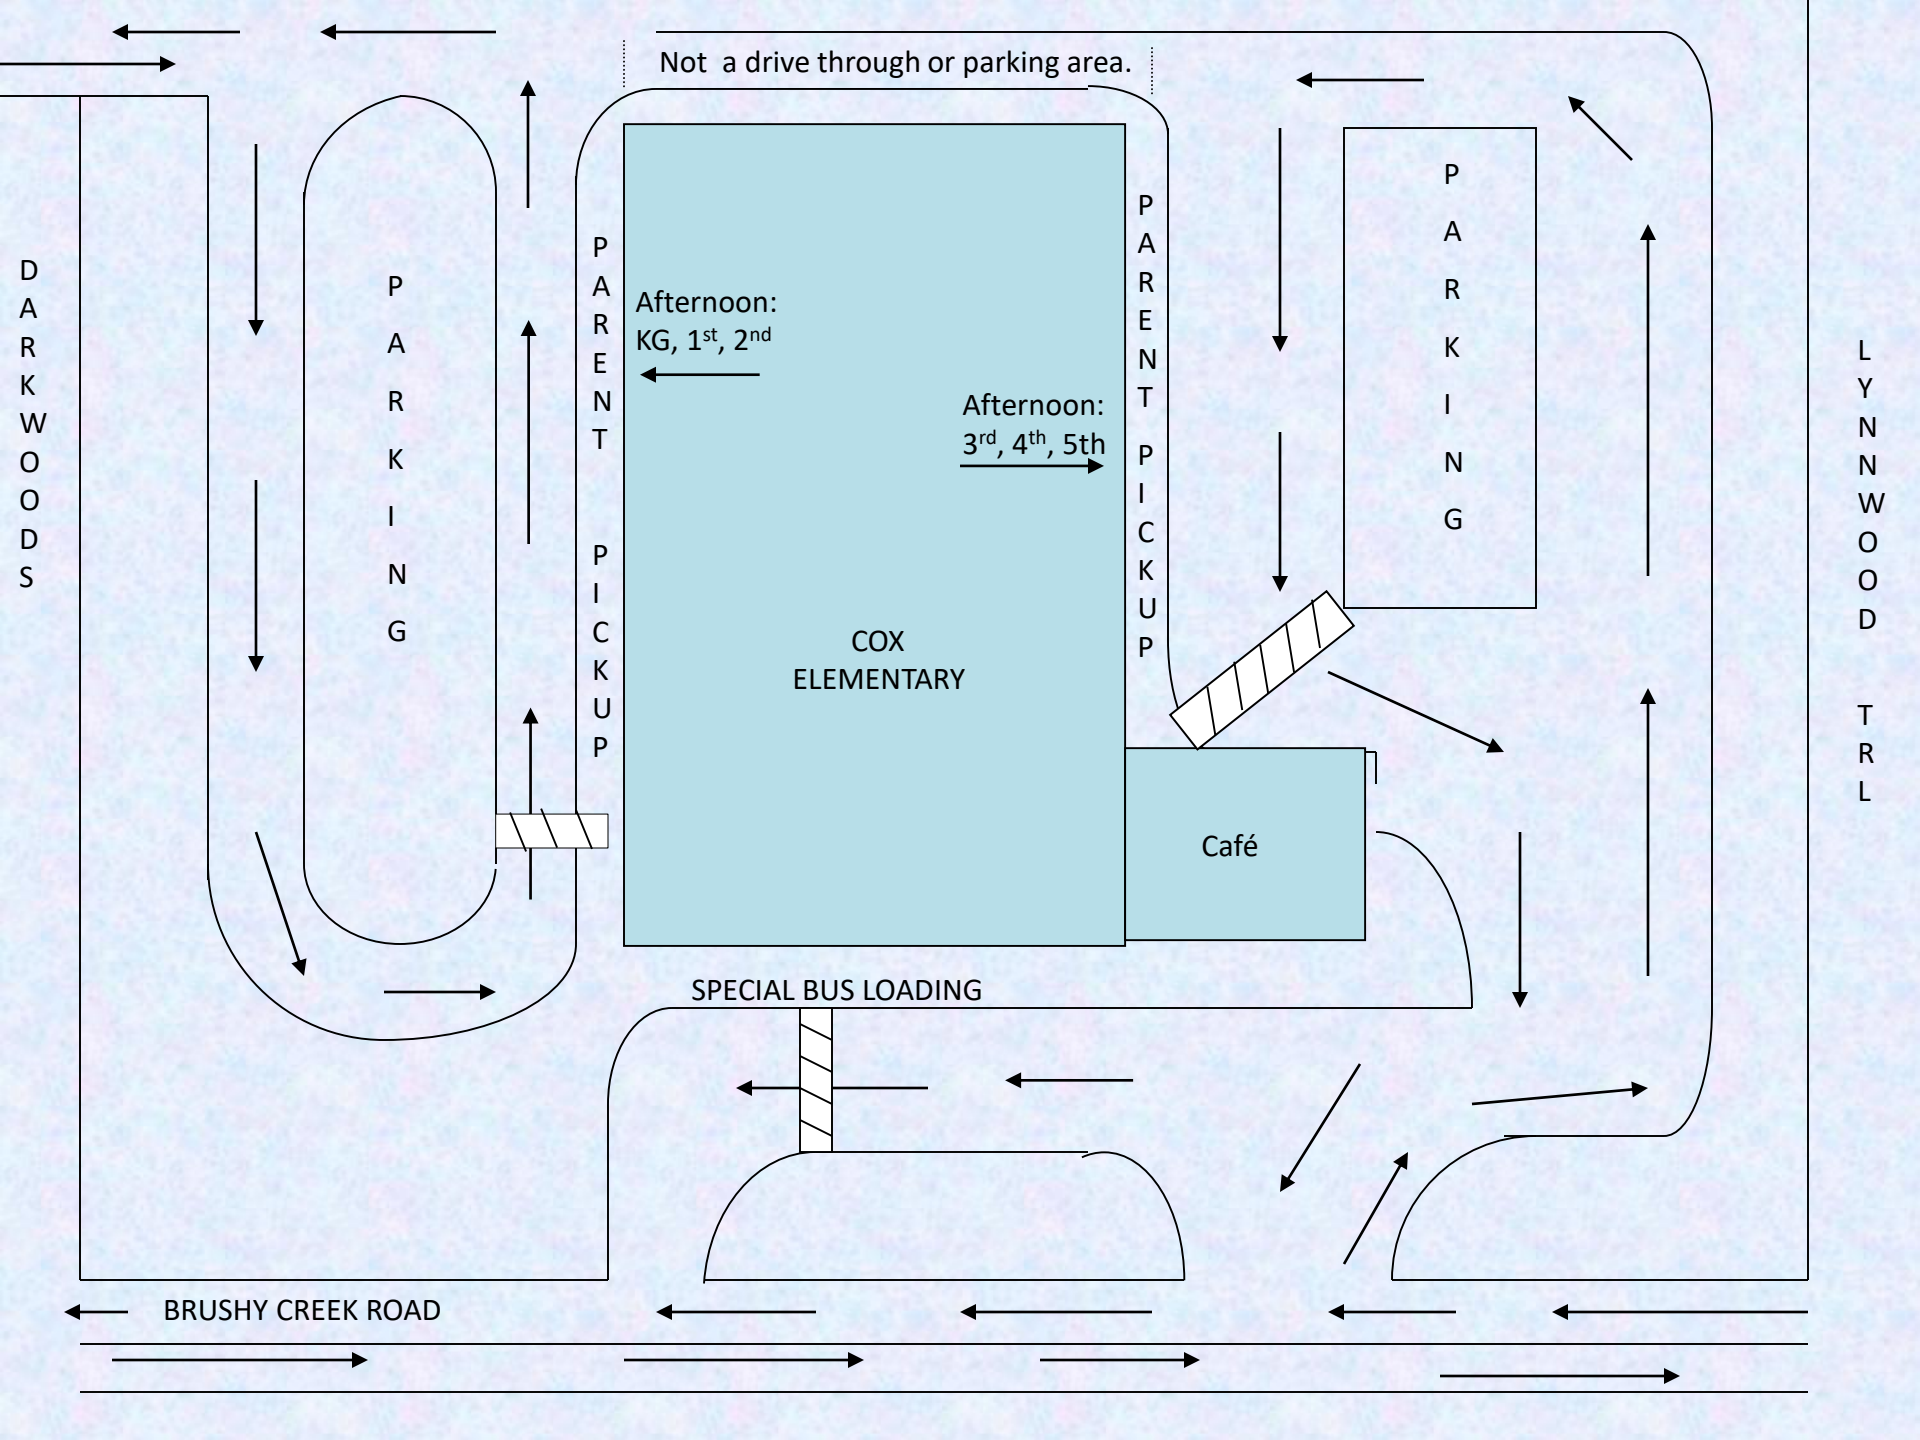 Not a drive through or parking area.
DARKWOODS
PARKING
PARENT PICKUP
Afternoon:
KG, 1st, 2nd
Afternoon:
3rd, 4th, 5th
PARENT PICKUP
PARKING
LYNWOOD TRL
COX
ELEMENTARY
Café
SPECIAL BUS LOADING
BRUSHY CREEK ROAD